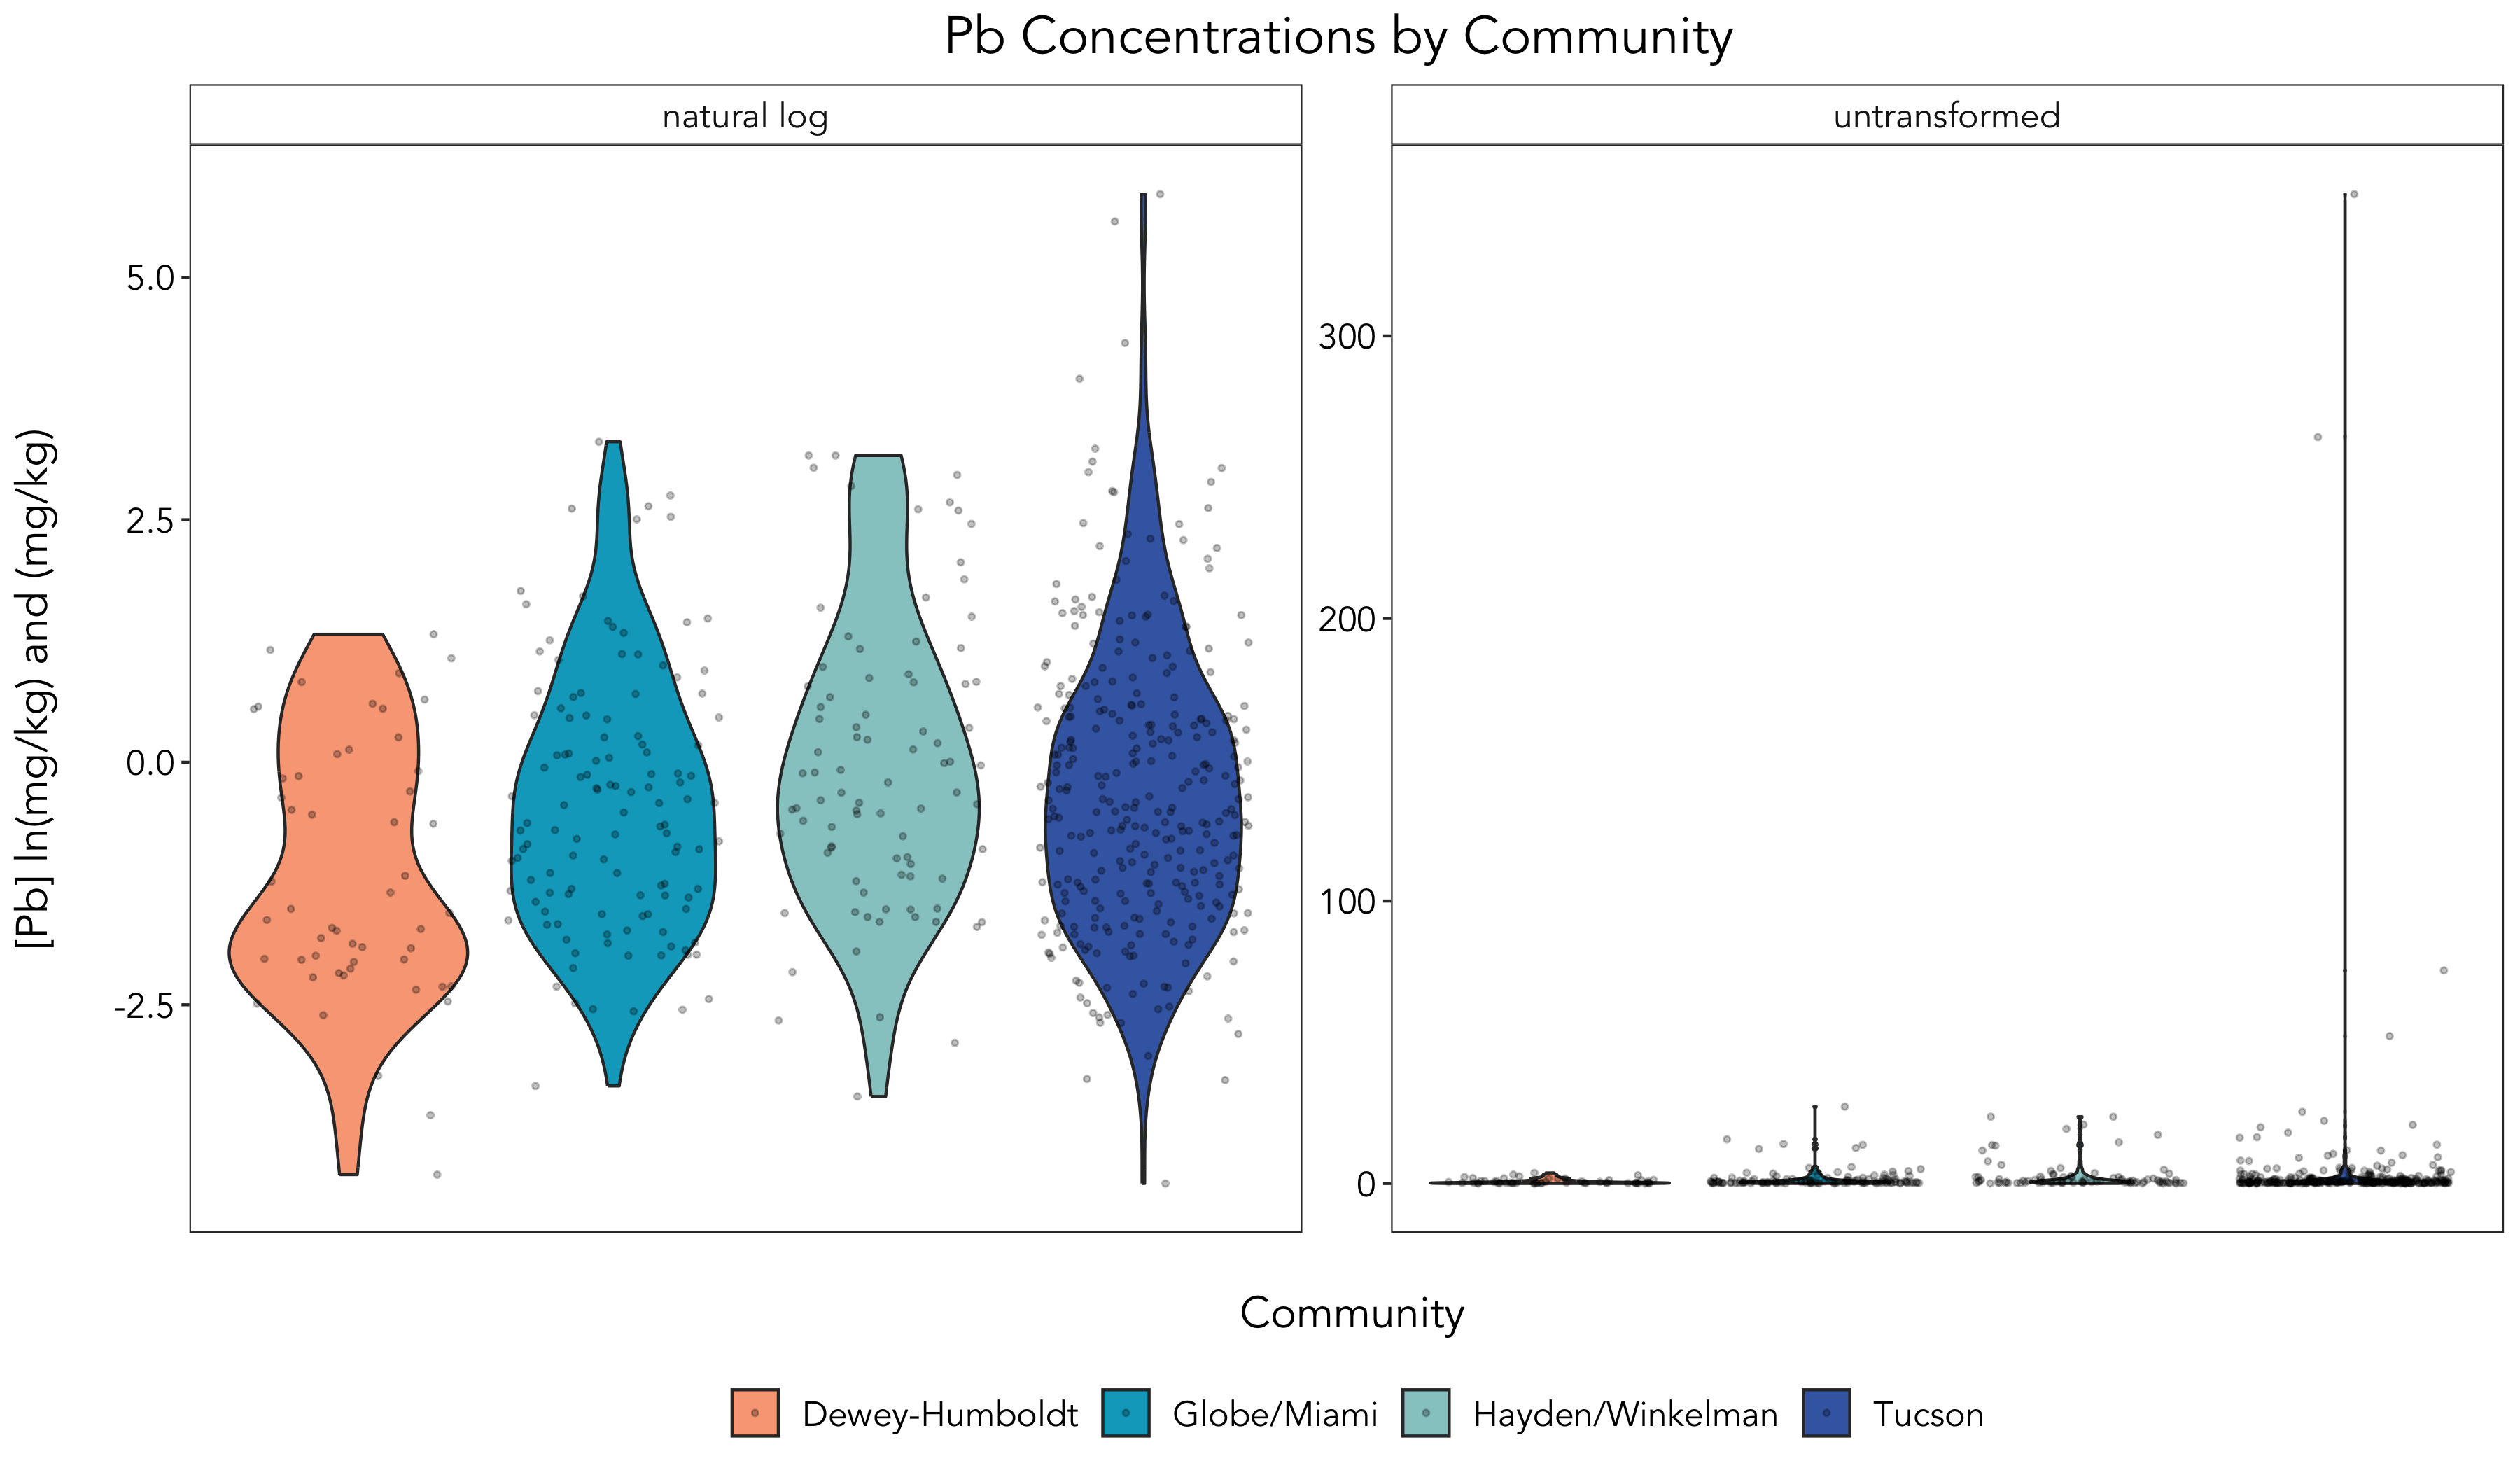 Pb Concentrations by Community
natural log
untransformed
[Pb] ln(mg/kg) and (mg/kg)
5.0
2.5
0.0
-2.5
300
200
100
0
Community
Dewey-Humboldt
Globe/Miami
Hayden/Winkelman
Tucson